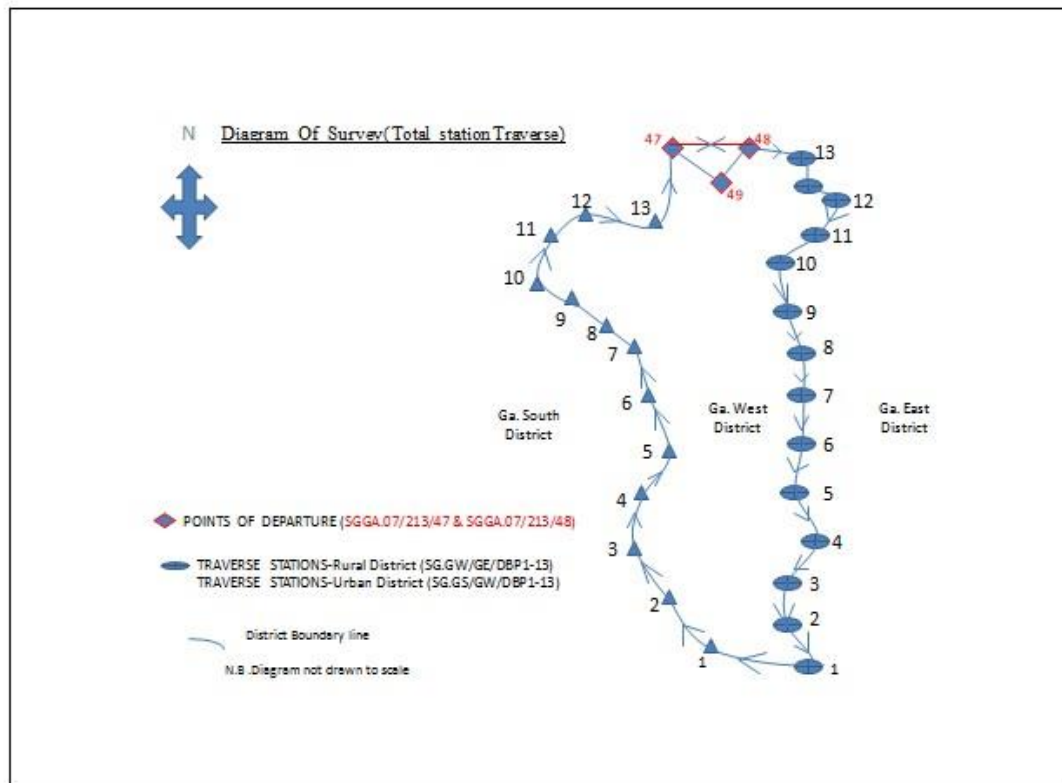 N
Diagram Of Survey(Total station Traverse)
47
48
49
13
12
11
10
9
8
7
6
5
4
3
2
1
13
12
11
10
9
8
7
6
5
4
3
2
1
Ga. South
District
Ga. West
District
Ga. East
District
POINTS OF DEPARTURE (SGGA.07/213/47 & SGGA.07/213/48)
TRAVERSE STATIONS-Rural District (SG.GW/GE/DBP1-13)
TRAVERSE STATIONS-Urban District (SG.GS/GW/DBP1-13)
District Boundary line
N.B .Diagram not drawn to scale